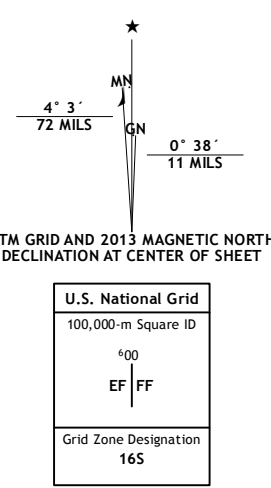 ★
MN
4° 3´
72 MILS
GN
0° 38´
11 MILS
TM GRID AND 2013 MAGNETIC NORTH
DECLINATION AT CENTER OF SHEET
U.S. National Grid
100,000-m Square ID
⁶00
EF FF
Grid Zone Designation
16S